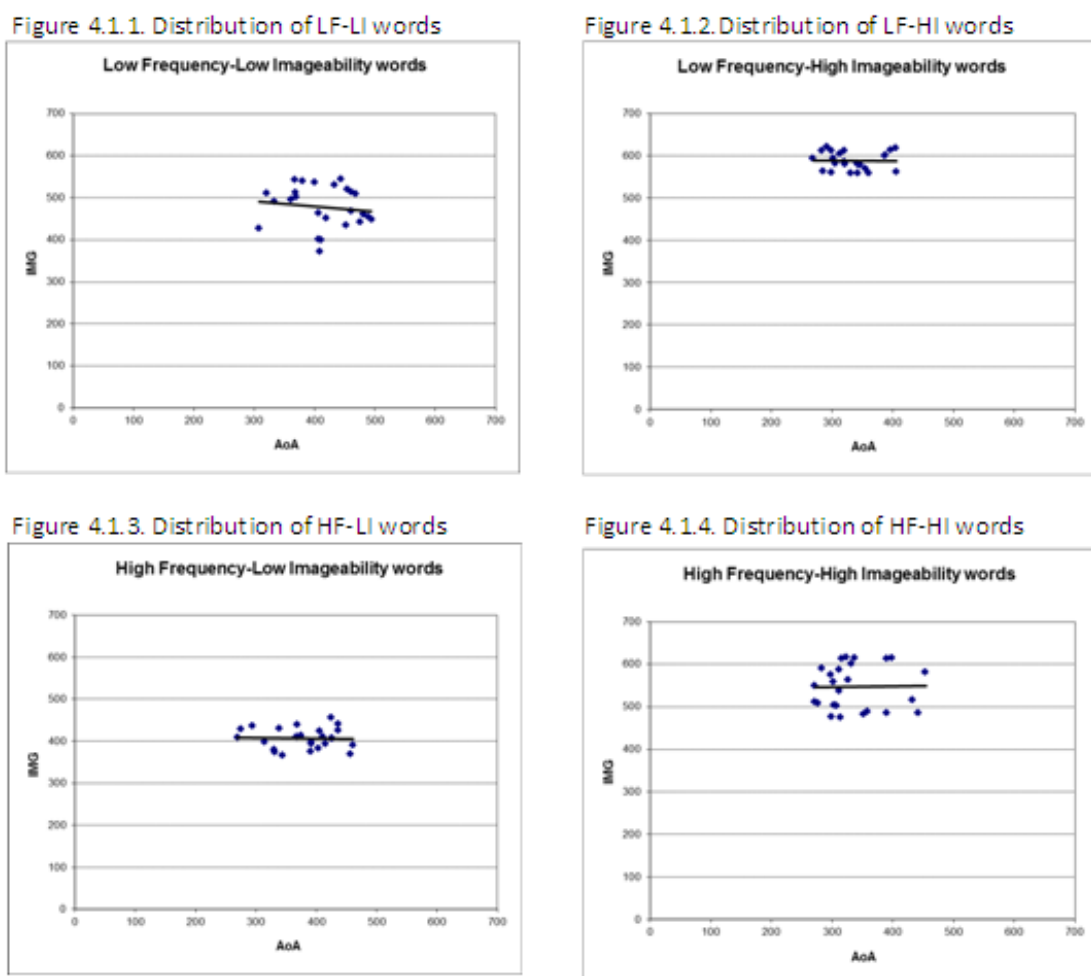 Figure 4.1.1. Distribution of LF-LI words
Low Frequency-Low Imageability words
700
600
500
400
300
200
100
0
IMG
0 100 200 300 400 500 600 700
AoA
Figure 4.1.2.Distribution of LF-HI words
Low Frequency-High Imageability words
700
600
500
400
300
200
100
0
IMG
0 100 200 300 400 500 600 700
AoA
Figure 4.1.3. Distribution of HF-LI words
High Frequency-Low Imageability words
700
600
500
400
300
200
100
0
IMG
0 100 200 300 400 500 600 700
AoA
Figure 4.1.4. Distribution of HF-HI words
High Frequency-High Imageability words
700
600
500
400
300
200
100
0
IMG
0 100 200 300 400 500 600 700
AoA